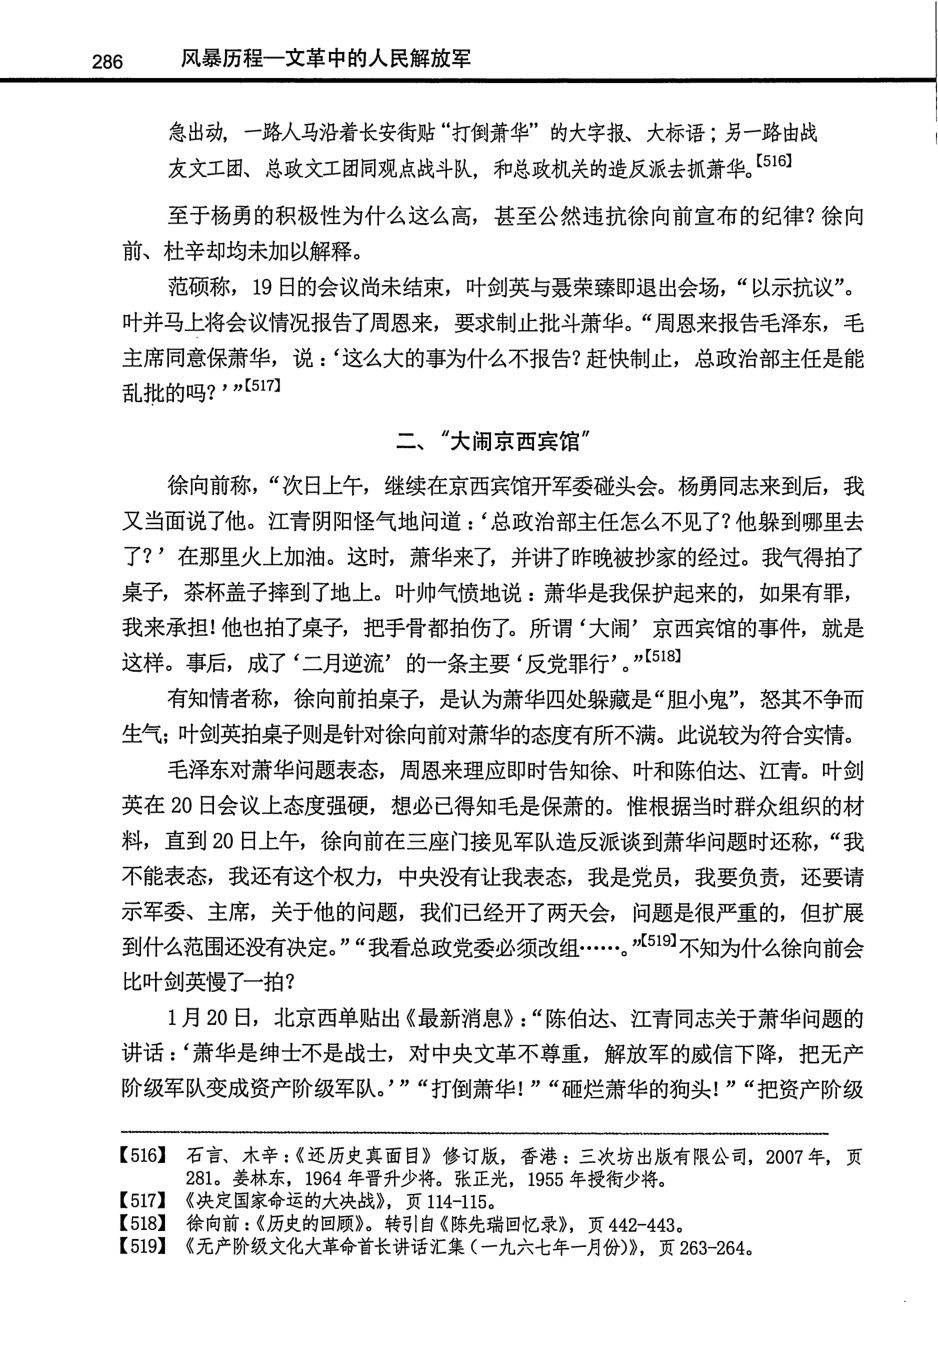 286 风暴历程—文革中的人民解放军
急出动，一路人马沿着长安街贴“打倒萧华”的大字报、大标语；另一路由战
友文工团、总政文工团同观点战斗队，和总政机关的造反派去抓萧华。【516】
至于杨勇的积极性为什么这么高，甚至公然违抗徐向前宣布的纪律？徐向
前、杜辛却均未加以解释。
范硕称，19 日的会议尚未结束，叶剑英与聂荣臻即退出会场，“以示抗议”。
叶并马上将会议情况报告了周恩来，要求制止批斗萧华。“周恩来报告毛泽东，毛
主席同意保萧华，说：‘这么大的事为什么不报告？赶快制止，总政治部主任是能
乱批的吗？’”【517】
二、“大闹京西宾馆”
徐向前称，“次日上午，继续在京西宾馆开军委碰头会。杨勇同志来到后，我
又当面说了他。江青阴阳怪气地问道：‘总政治部主任怎么不见了？他躲到哪里去
了？’在那里火上加油。这时，萧华来了，并讲了昨晚被抄家的经过。我气得拍了
桌子，茶杯盖子摔到了地上。叶帅气愤地说：萧华是我保护起来的，如果有罪，
我来承担！他也拍了桌子，把手骨都拍伤了。所谓‘大闹’京西宾馆的事件，就是
这样。事后，成了‘二月逆流’的一条主要‘反党罪行’。”【518】
有知情者称，徐向前拍桌子，是认为萧华四处躲藏是“胆小鬼”，怒其不争而
生气；叶剑英拍桌子则是针对徐向前对萧华的态度有所不满。此说较为符合实情。
毛泽东对萧华问题表态，周恩来理应即时告知徐、叶和陈伯达、江青。叶剑
英在 20 日会议上态度强硬，想必已得知毛是保萧的。惟根据当时群众组织的材
料，直到 20 日上午，徐向前在三座门接见军队造反派谈到萧华问题时还称，“我
不能表态，我还有这个权力，中央没有让我表态，我是党员，我要负责，还要请
示军委、主席，关于他的问题，我们已经开了两天会，问题是很严重的，但扩展
到什么范围还没有决定。”“我看总政党委必须改组……。”【519】不知为什么徐向前会
比叶剑英慢了一拍？
1 月 20 日，北京西单贴出《最新消息》：“陈伯达、江青同志关于萧华问题的
讲话：‘萧华是绅士不是战士，对中央文革不尊重，解放军的威信下降，把无产
阶级军队变成资产阶级军队。’”“打倒萧华！”“砸烂萧华的狗头！”“把资产阶级
【516】 石言、木辛：《还历史真面目》修订版，香港：三次坊出版有限公司，2007 年，页
281。姜林东，1964 年晋升少将。张正光，1955 年授衔少将。
【517】 《决定国家命运的大决战》，页 114-115。
【518】 徐向前：《历史的回顾》。转引自《陈先瑞回忆录》，页 442-443。
【519】 《无产阶级文化大革命首长讲话汇集（一九六七年一月份）》，页 263-264。